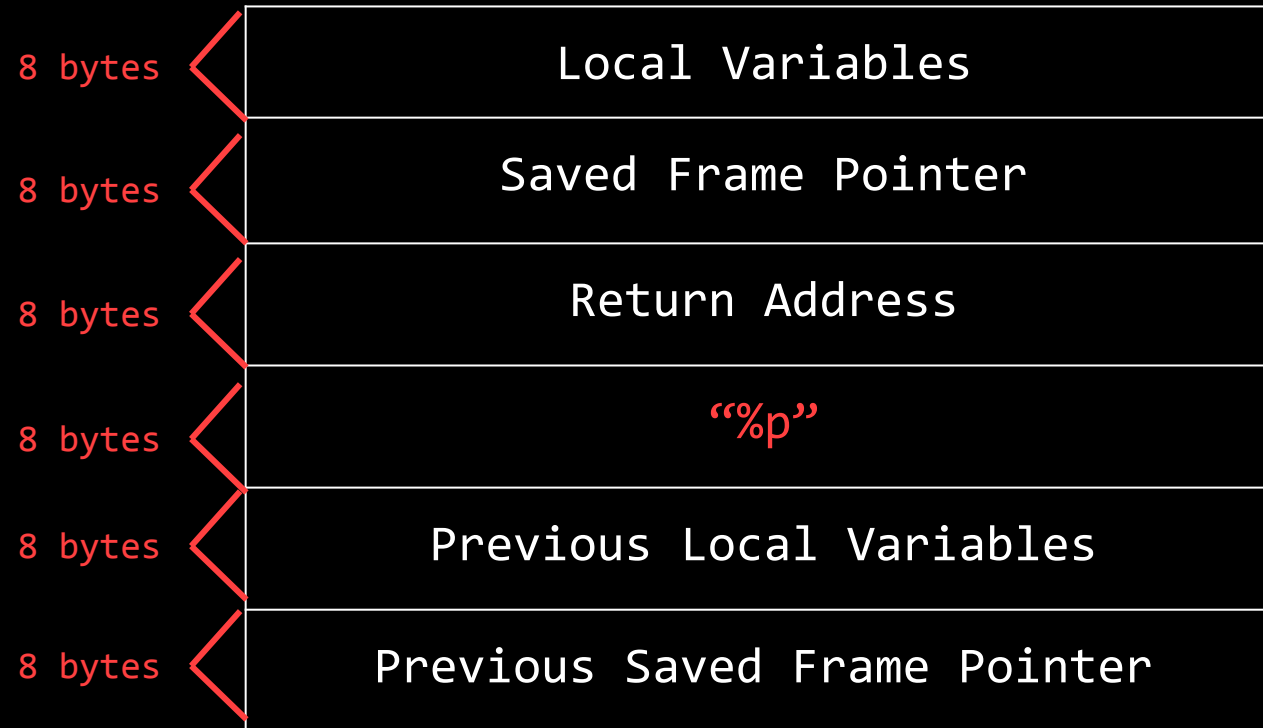 8 bytes Local Variables
8 bytes Saved Frame Pointer
8 bytes Return Address
8 bytes “%p”
8 bytes Previous Local Variables
8 bytes Previous Saved Frame Pointer